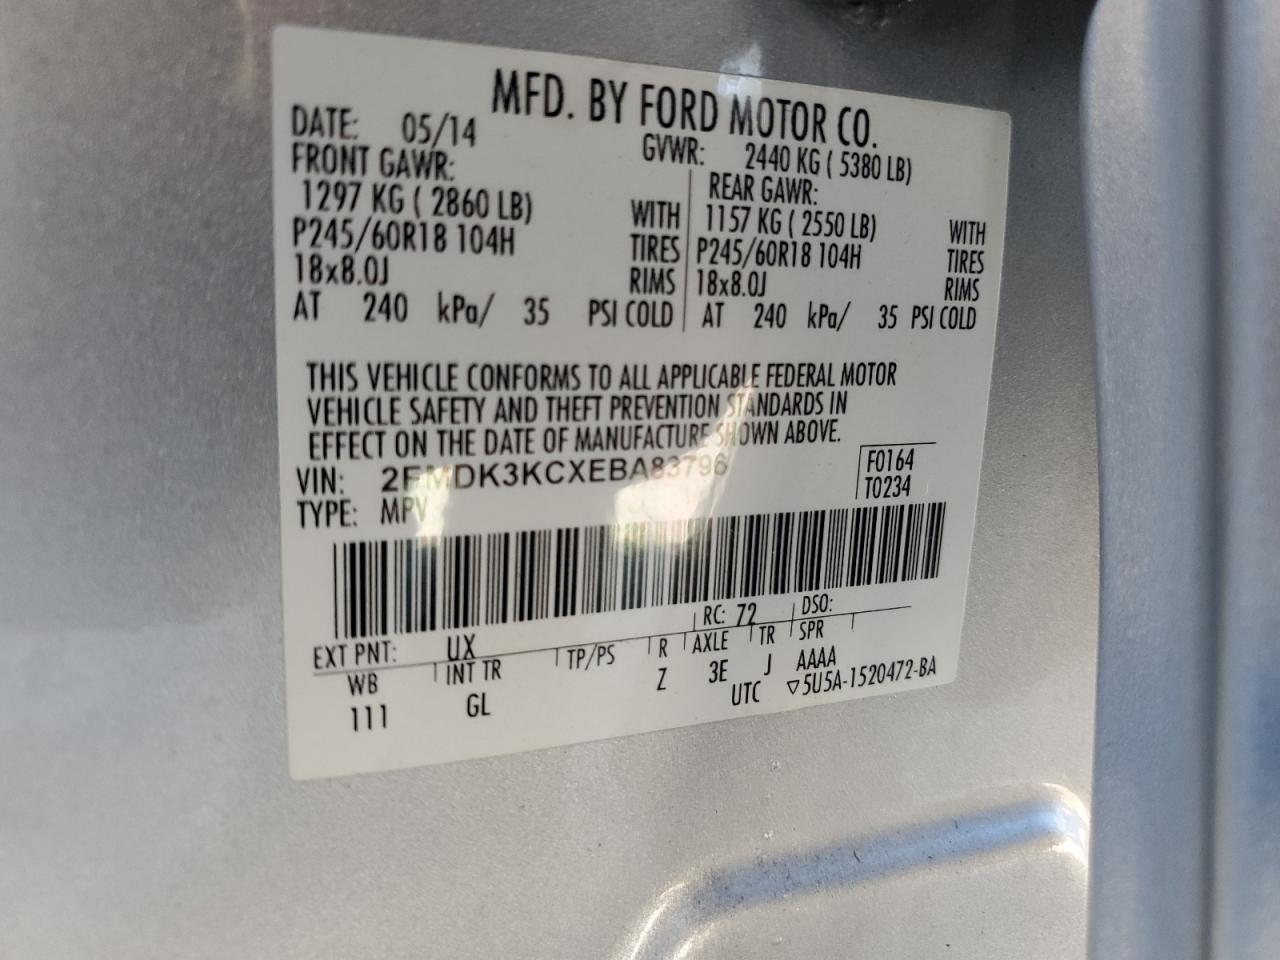 MFD. BY FORD MOTOR CO.
DATE: 05/14 GVWR: 2440 KG ( 5380 LB)
FRONT GAWR: REAR GAWR:
1297 KG ( 2860 LB) WITH 1157 KG ( 2550 LB) WITH
P245/60R18 104H TIRES P245/60R18 104H TIRES
18x8.0J RIMS 18x8.0J RIMS
AT 240 kPa/ 35 PSI COLD AT 240 kPa/ 35 PSI COLD
THIS VEHICLE CONFORMS TO ALL APPLICABLE FEDERAL MOTOR
VEHICLE SAFETY AND THEFT PREVENTION STANDARDS IN
EFFECT ON THE DATE OF MANUFACTURE SHOWN ABOVE.
VIN: 2FMDK3KCXEBA83796 F0164
TYPE: MPV T0234
EXT PNT: UX RC: 72 DSO:
WB INT TR TP/PS R AXLE TR SPR
111 GL Z 3E J AAAA
UTC ▽5U5A-1520472-BA